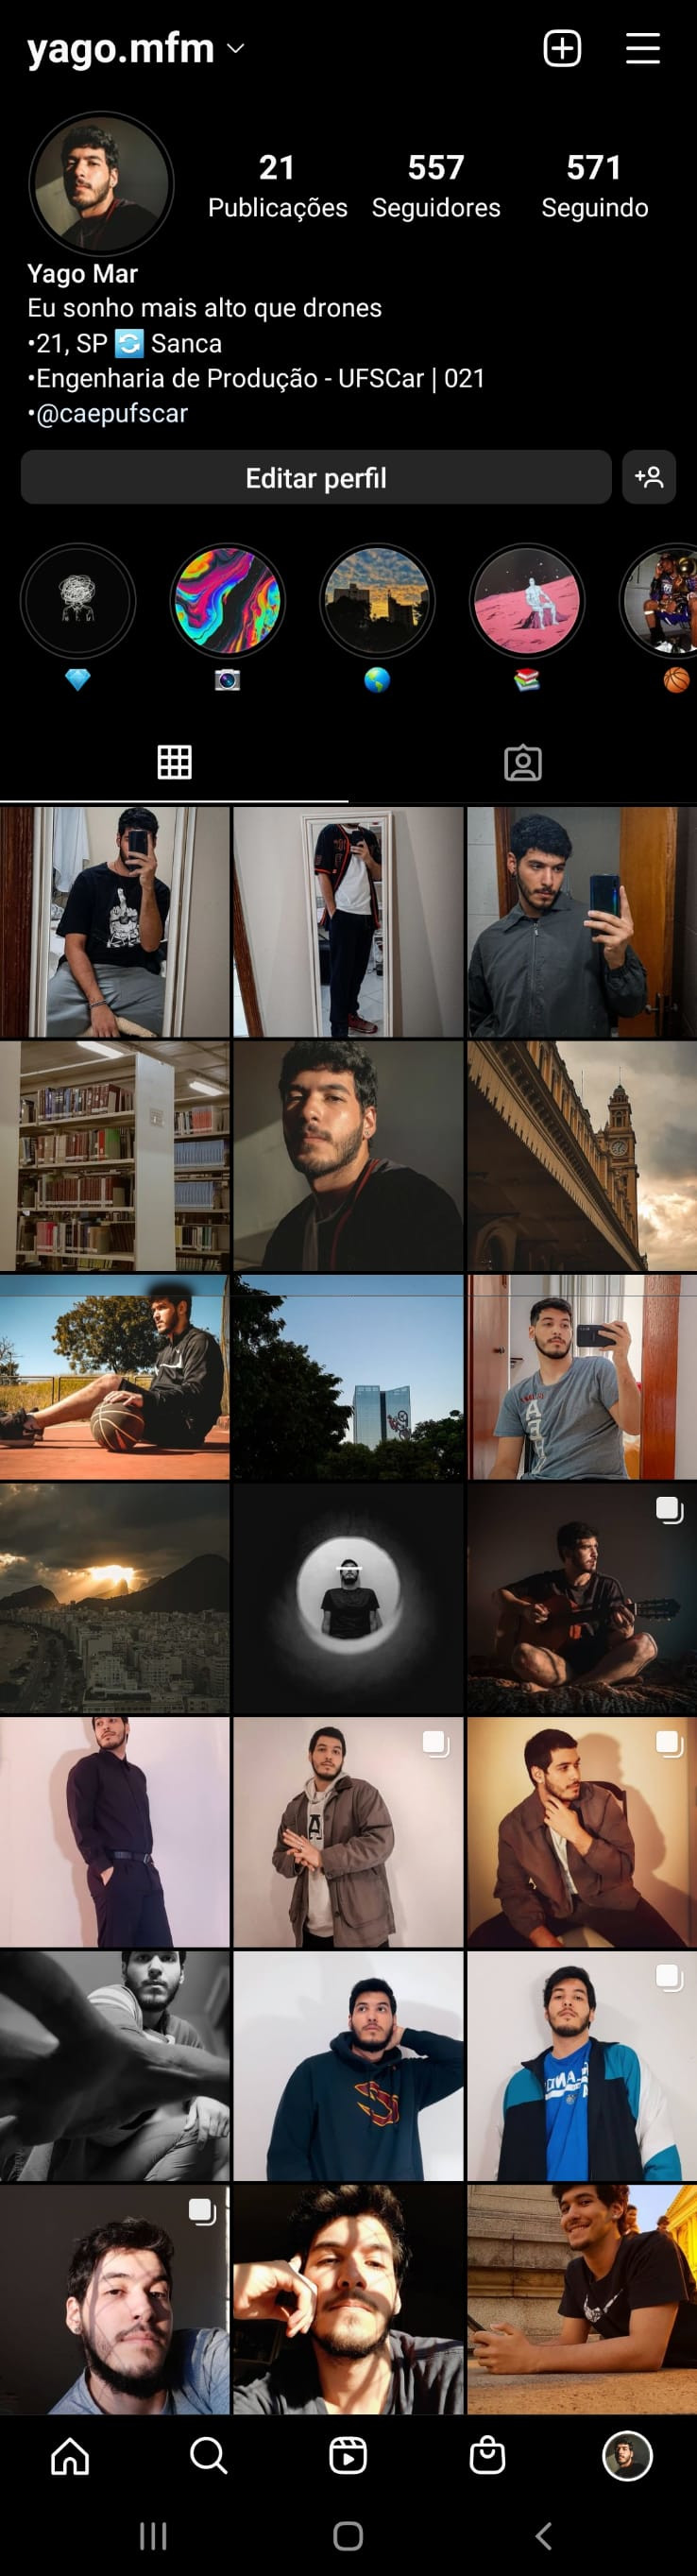 yago.mfm
21
557
571
Publicações
Seguidores
Seguindo
Yago Mar
Eu sonho mais alto que drones
•21, SP 🔄 Sanca
•Engenharia de Produção - UFSCar | 021
•@caepufscar
Editar perfil